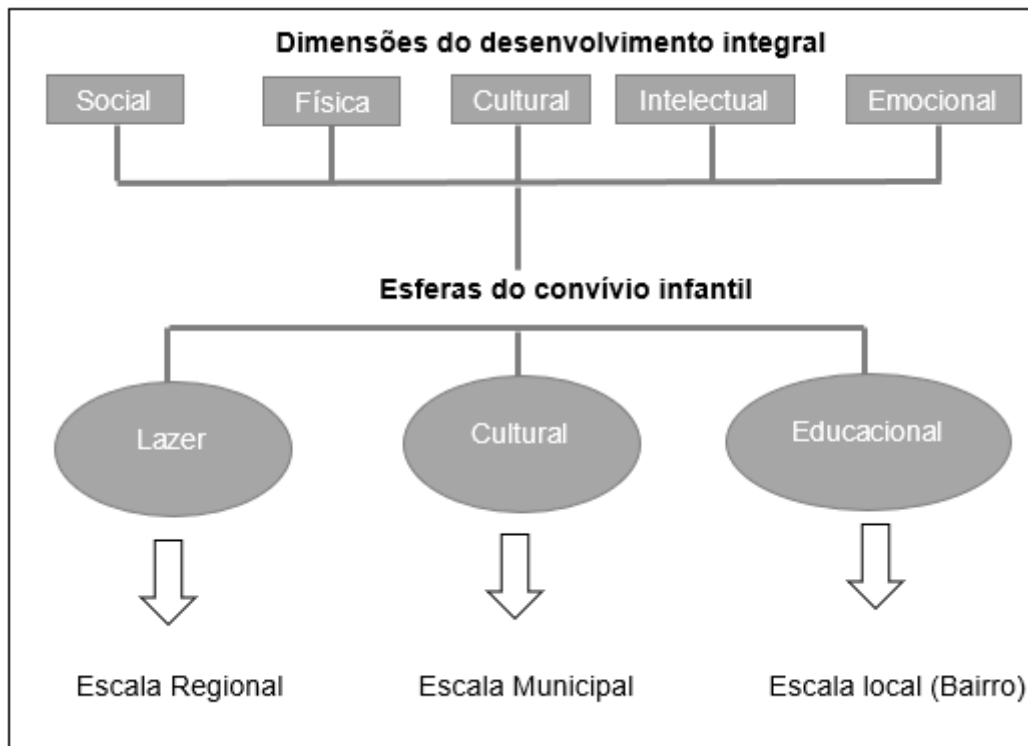 Dimensões do desenvolvimento integral
Social
Física
Cultural
Intelectual
Emocional
Esferas do convívio infantil
Lazer
Cultural
Educacional
Escala Regional
Escala Municipal
Escala local (Bairro)